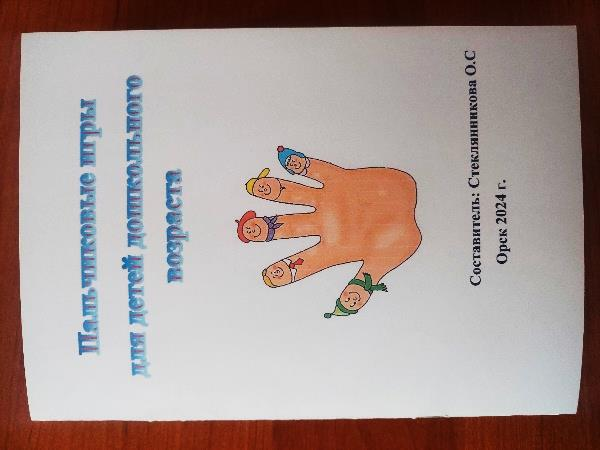 Пальчиковые игры
для детей дошкольного
возраста
Составитель: Стеклянникова О.С
Орск 2024 г.